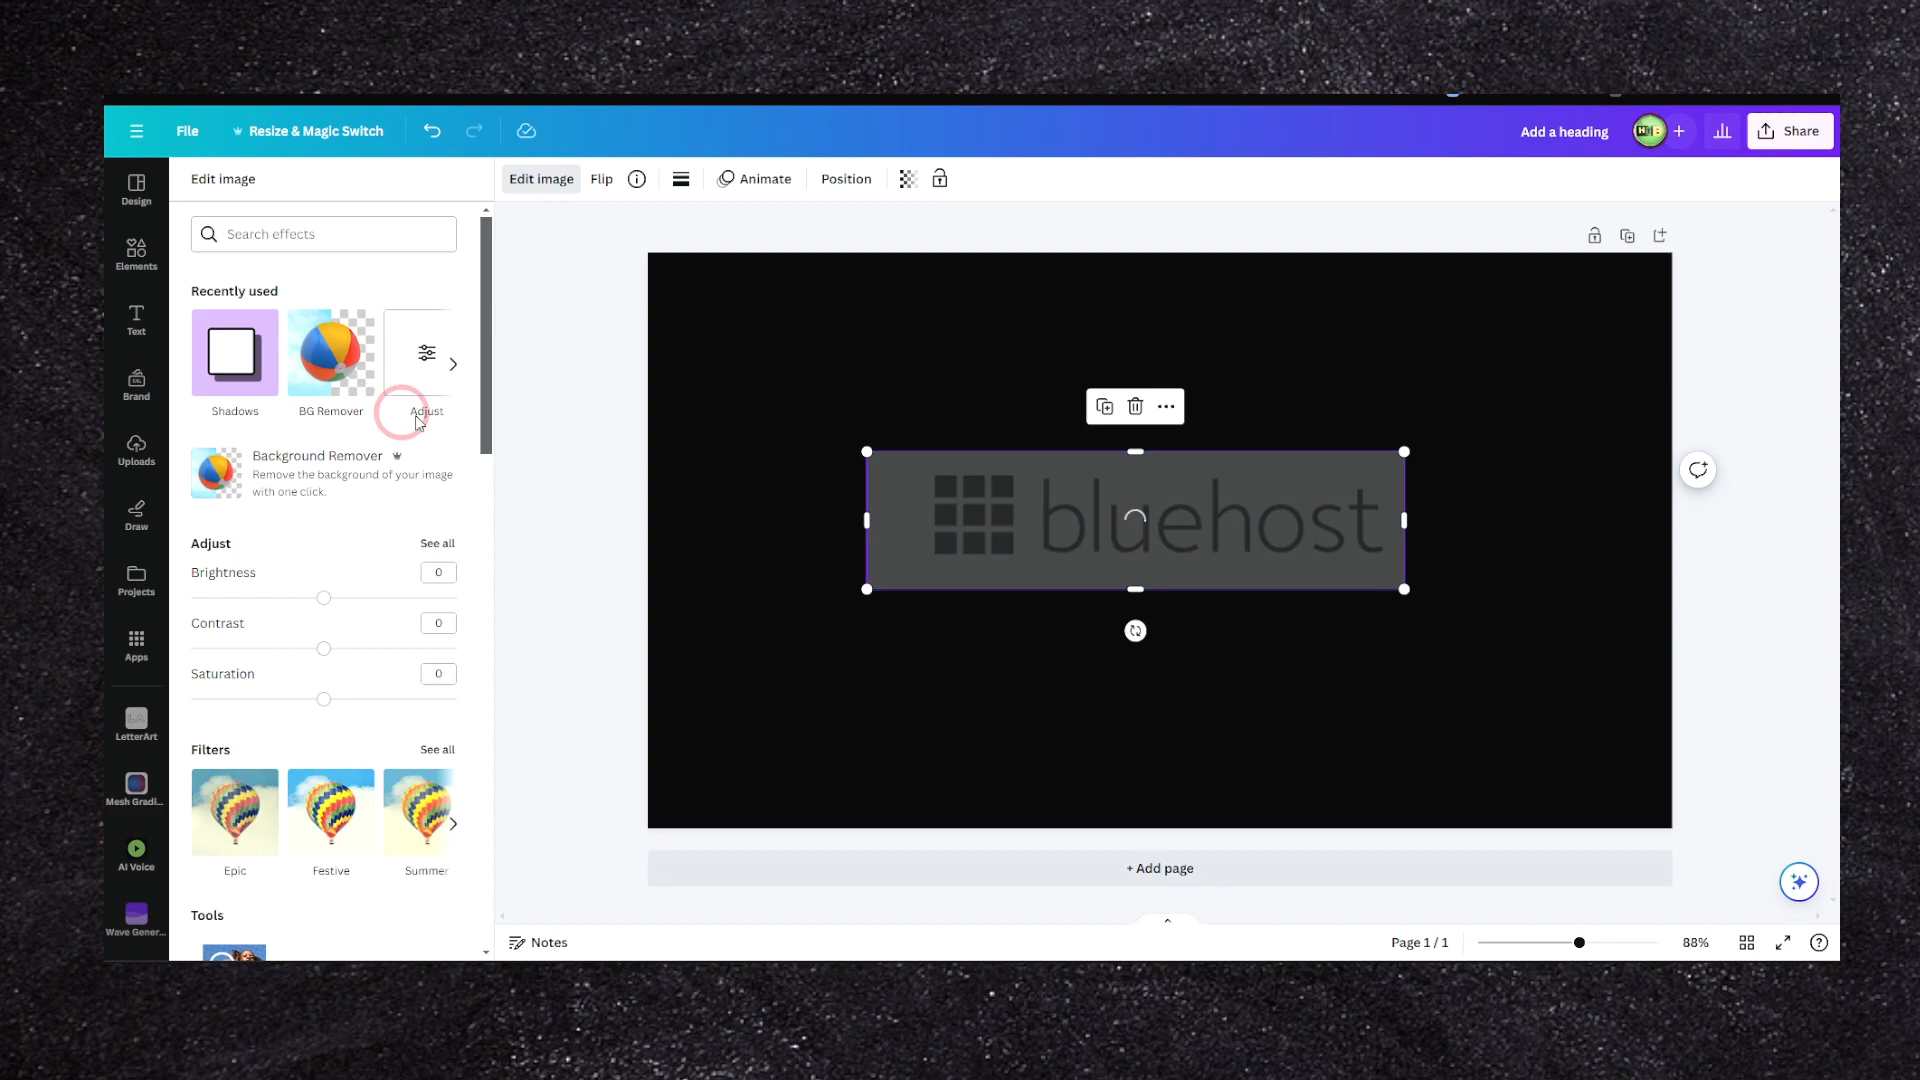 File
Resize & Magic Switch
Add a heading
Share
Edit image
Edit image
Flip
Animate
Position
Design
Elements
Text
Brand
Uploads
Draw
Projects
Apps
LetterArt
Mesh Gradi...
AI Voice
Wave Gener...
Search effects
Recently used
Shadows
BG Remover
Adjust
Background Remover
Remove the background of your image
with one click.
Adjust
See all
Brightness
0
Contrast
0
Saturation
0
Filters
See all
Epic
Festive
Summer
Tools
bluehost
+ Add page
Notes
Page 1 / 1
88%